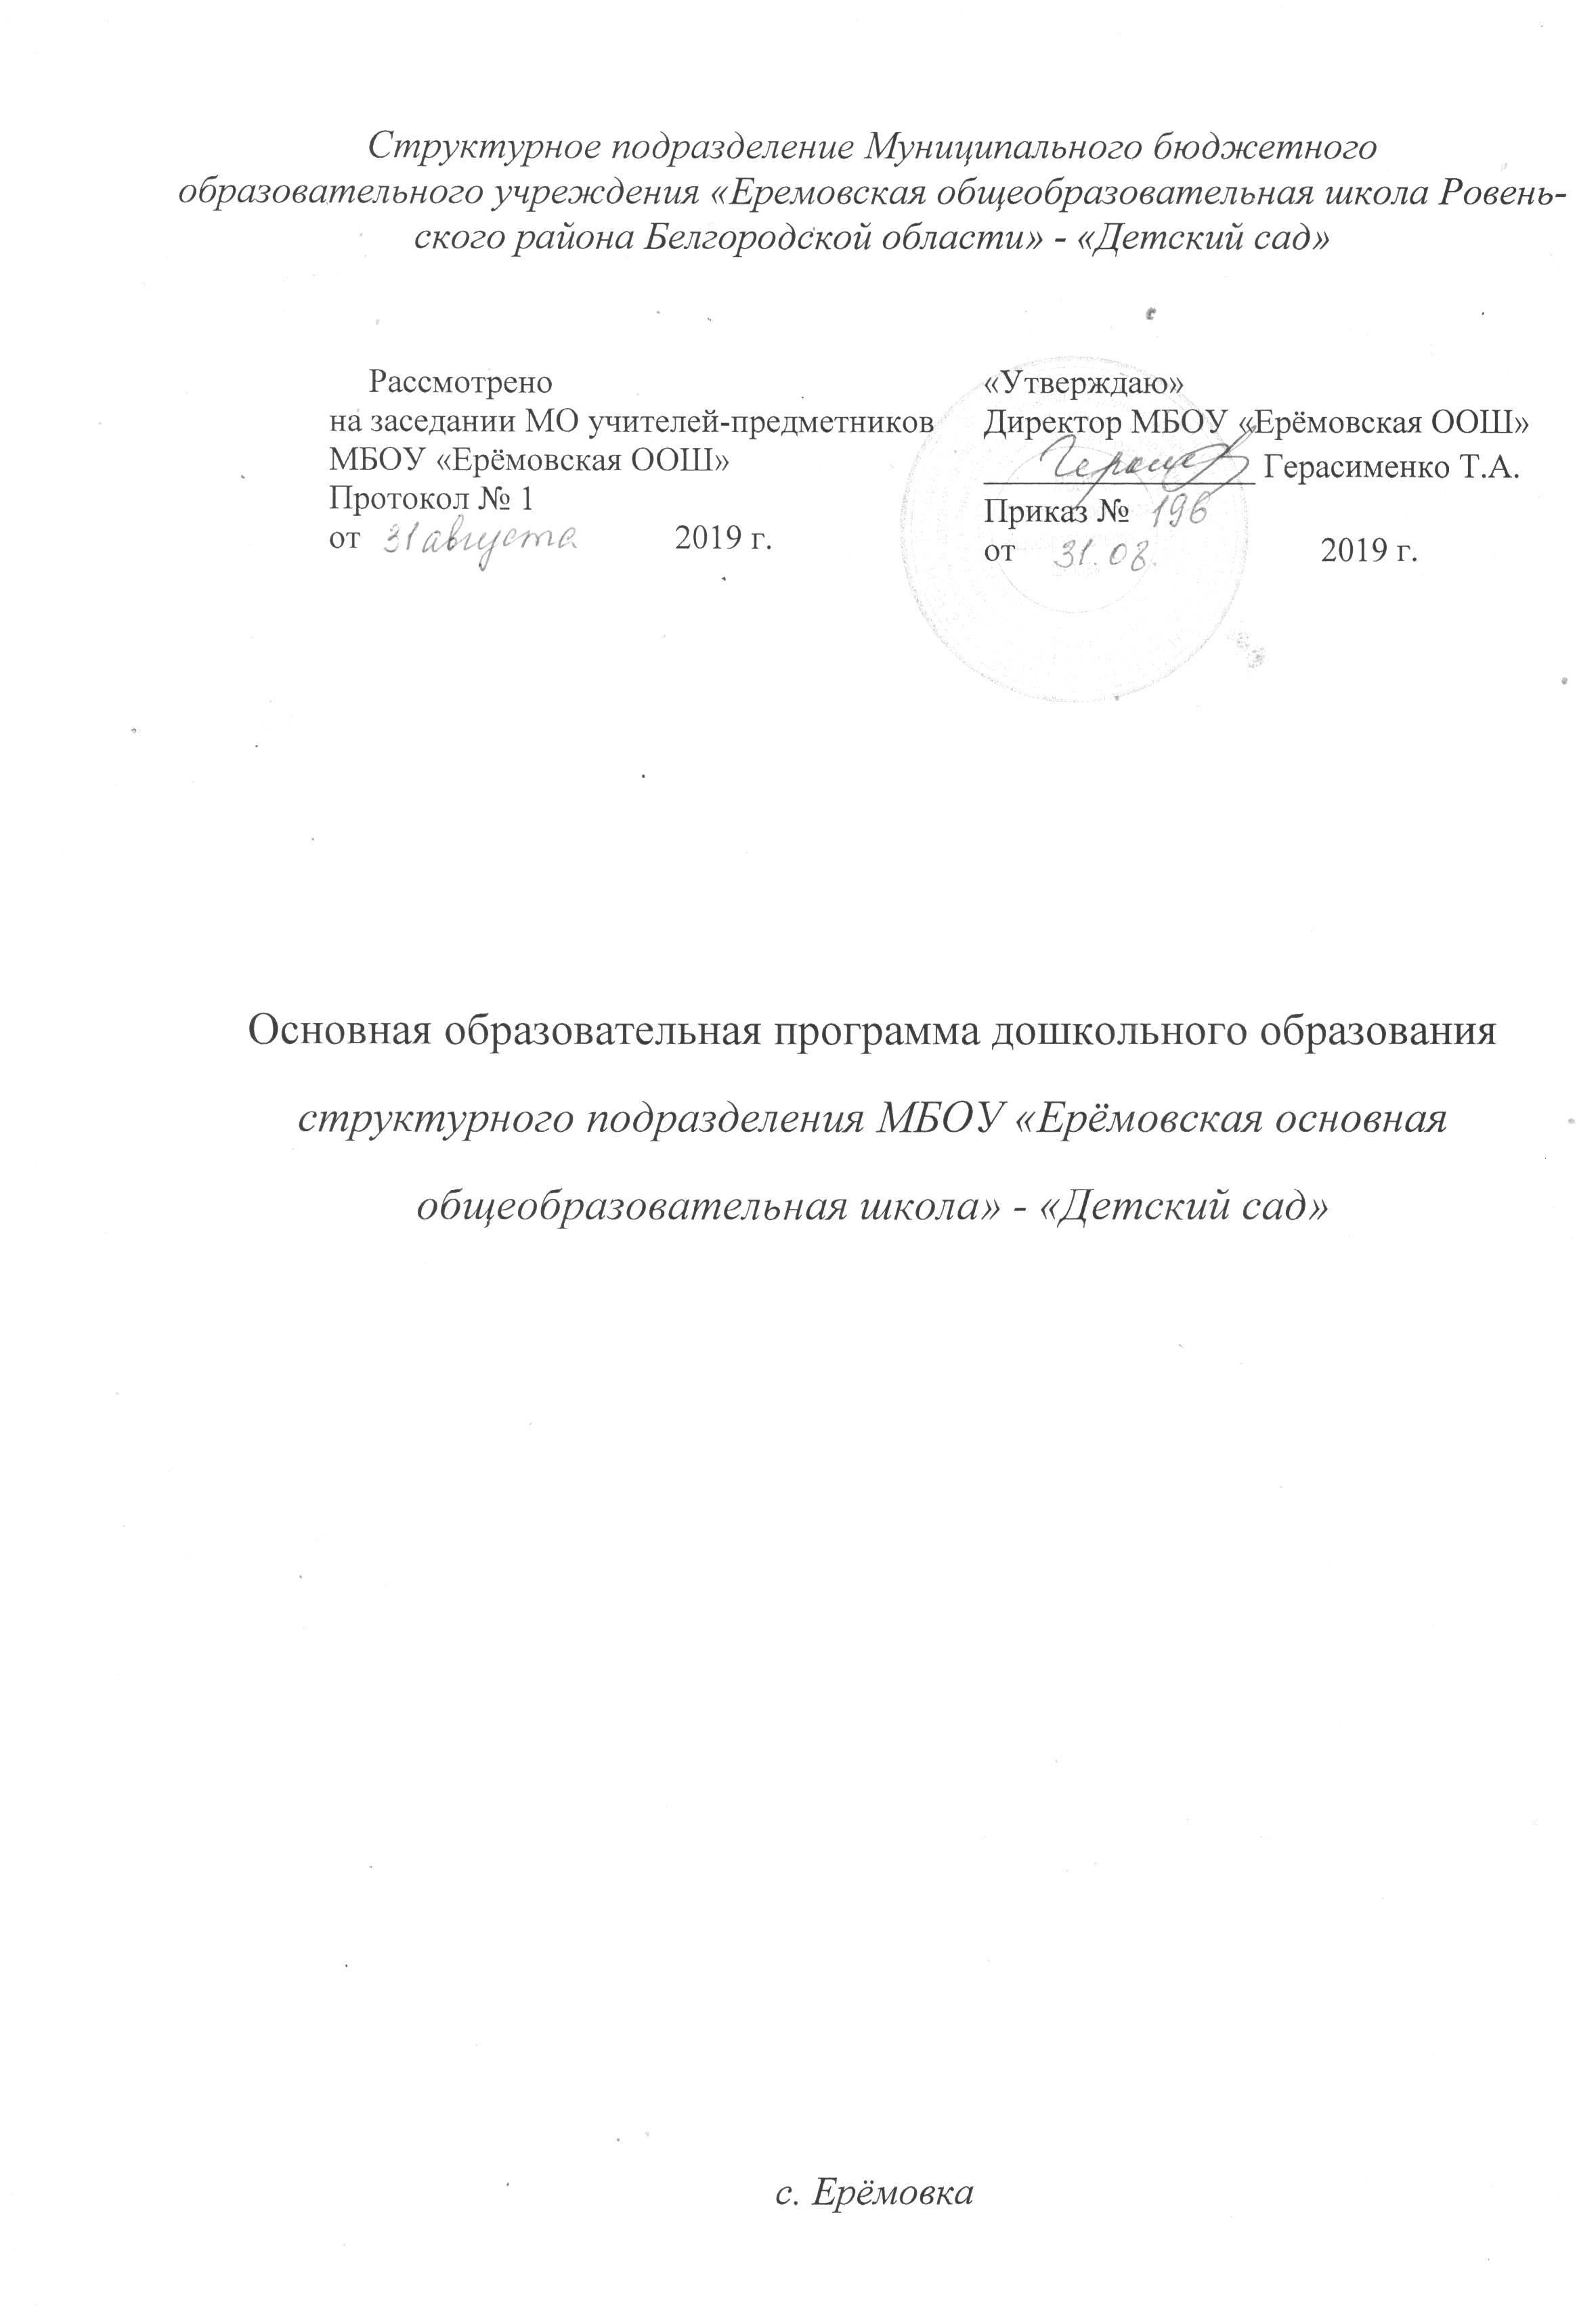 Структурное подразделение Муниципального бюджетного
образовательного учреждения «Еремовская общеобразовательная школа Ровень-
ского района Белгородской области» - «Детский сад»
Рассмотрено
на заседании МО учителей-предметников
МБОУ «Ерёмовская ООШ»
Протокол № 1
от 31 августа 2019 г.
«Утверждаю»
Директор МБОУ «Ерёмовская ООШ»
Герасименко Т.А.
Приказ № 196
от 31.08. 2019 г.
Основная образовательная программа дошкольного образования
структурного подразделения МБОУ «Ерёмовская основная
общеобразовательная школа» - «Детский сад»
с. Ерёмовка